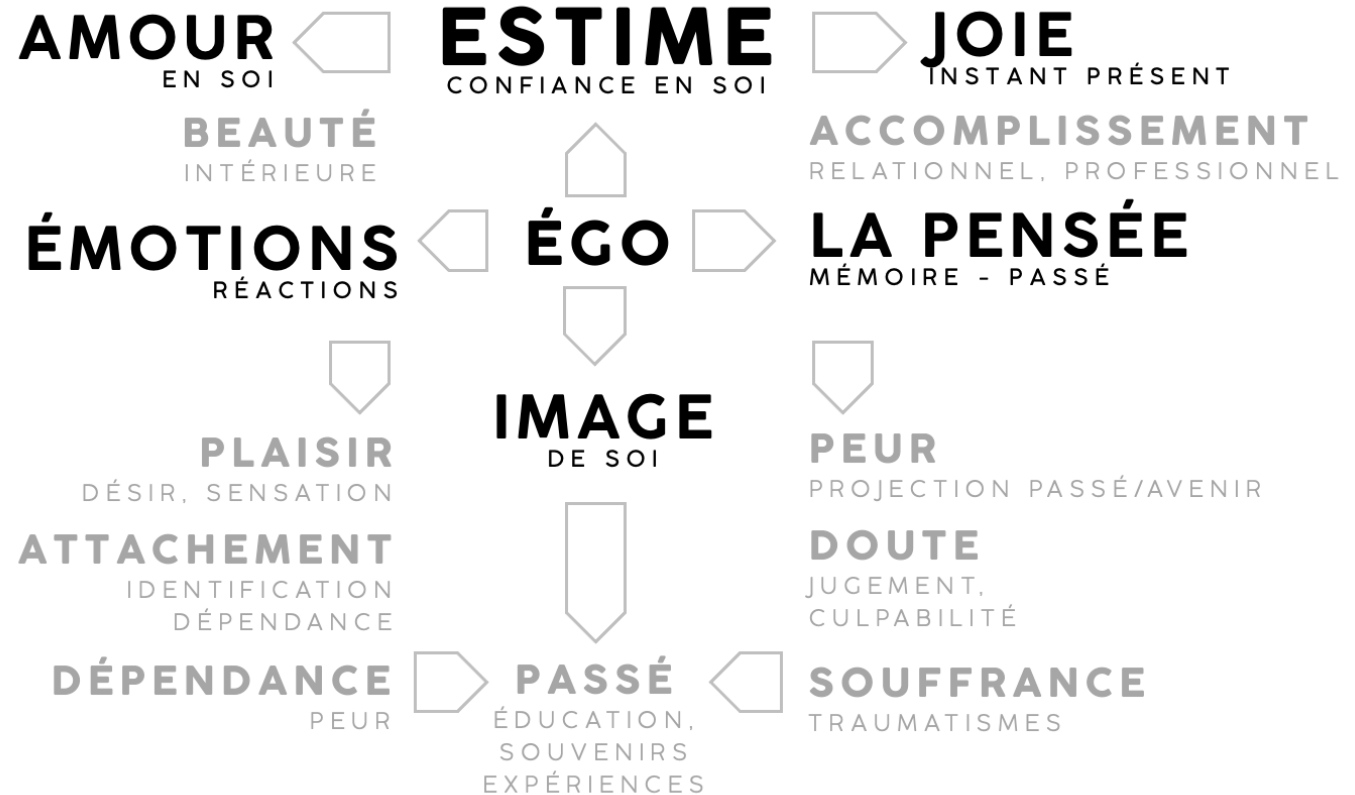 AMOUR
EN SOI
ESTIME
CONFIANCE EN SOI
JOIE
INSTANT PRÉSENT
BEAUTÉ
INTÉRIEURE
ACCOMPLISSEMENT
RELATIONNEL, PROFESSIONNEL
ÉMOTIONS
RÉACTIONS
ÉGO
LA PENSÉE
MÉMOIRE - PASSÉ
IMAGE
DE SOI
PLAISIR
DÉSIR, SENSATION
PEUR
PROJECTION PASSÉ/AVENIR
ATTACHEMENT
IDENTIFICATION
DÉPENDANCE
DOUTE
JUGEMENT,
CULPABILITÉ
DÉPENDANCE
PEUR
PASSÉ
ÉDUCATION,
SOUVENIRS
EXPÉRIENCES
SOUFFRANCE
TRAUMATISMES